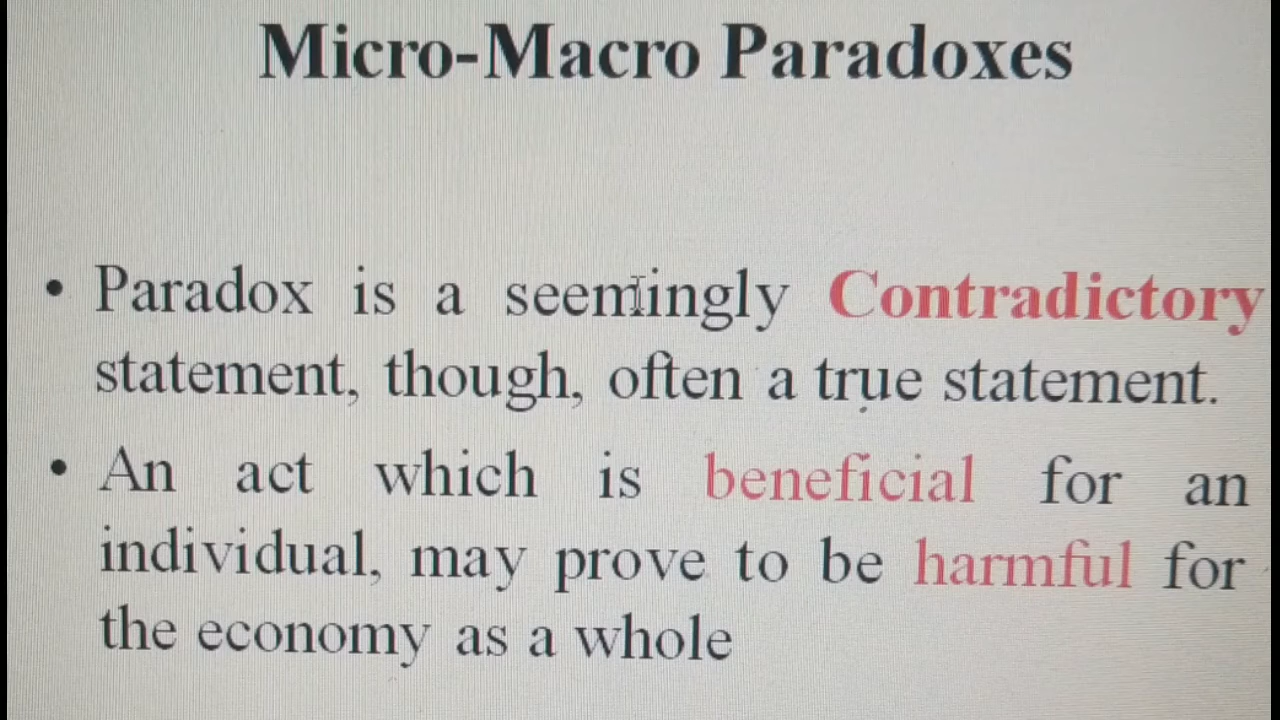 Micro-Macro Paradoxes
• Paradox is a seemingly Contradictory
statement, though, often a true statement.
• An act which is beneficial for an
individual, may prove to be harmful for
the economy as a whole